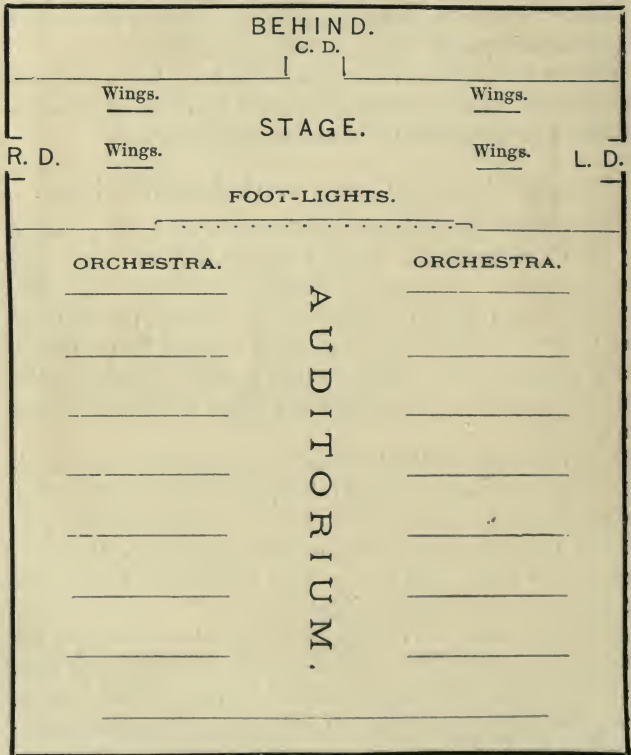 BEHIND.
C. D.
Wings. Wings.
STAGE.
R. D. Wings. Wings. L. D.
FOOT-LIGHTS.
ORCHESTRA. ORCHESTRA.
AUDITORIUM.